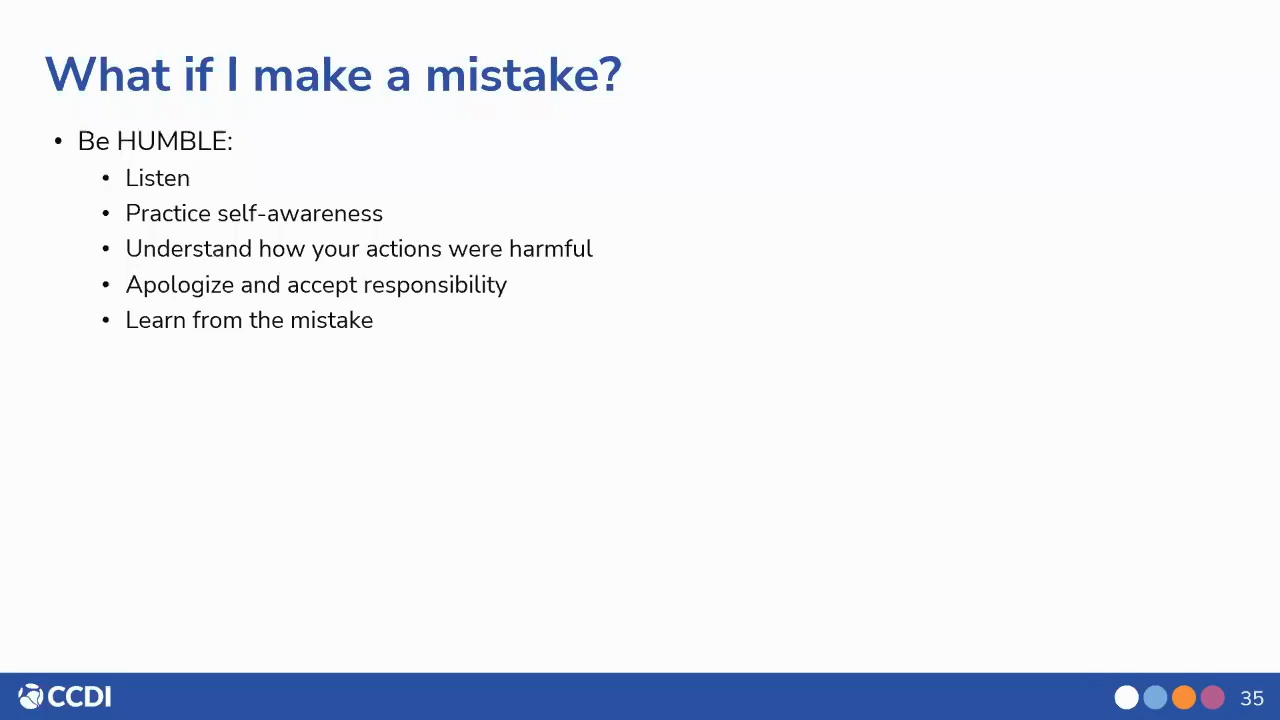 What if I make a mistake?
• Be HUMBLE:
• Listen
• Practice self-awareness
• Understand how your actions were harmful
• Apologize and accept responsibility
• Learn from the mistake
CCDI
35